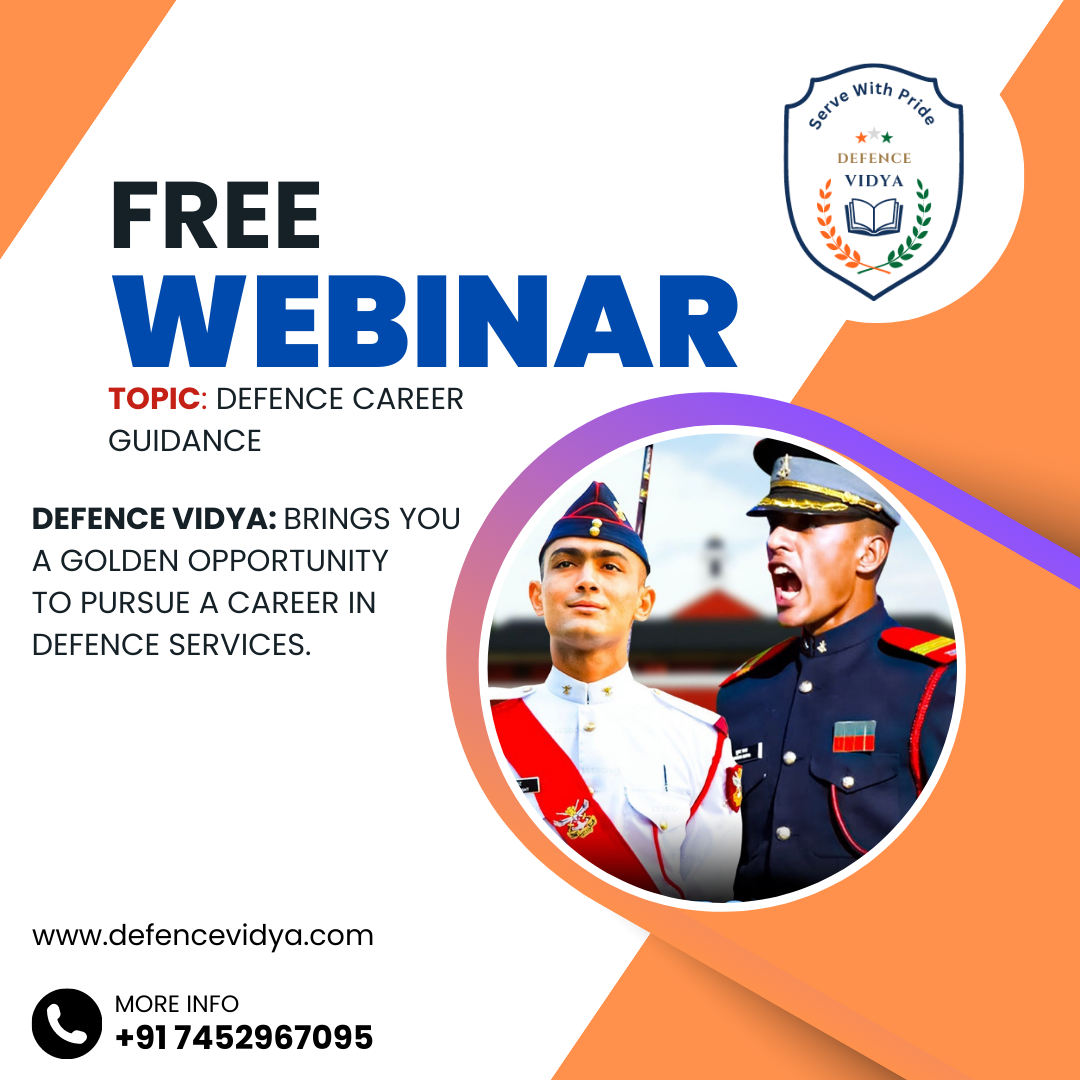 Serve With Pride
DEFENCE
VIDYA
FREE
WEBINAR
TOPIC: DEFENCE CAREER
GUIDANCE
DEFENCE VIDYA: BRINGS YOU
A GOLDEN OPPORTUNITY
TO PURSUE A CAREER IN
DEFENCE SERVICES.
www.defencevidya.com
MORE INFO
+91 7452967095